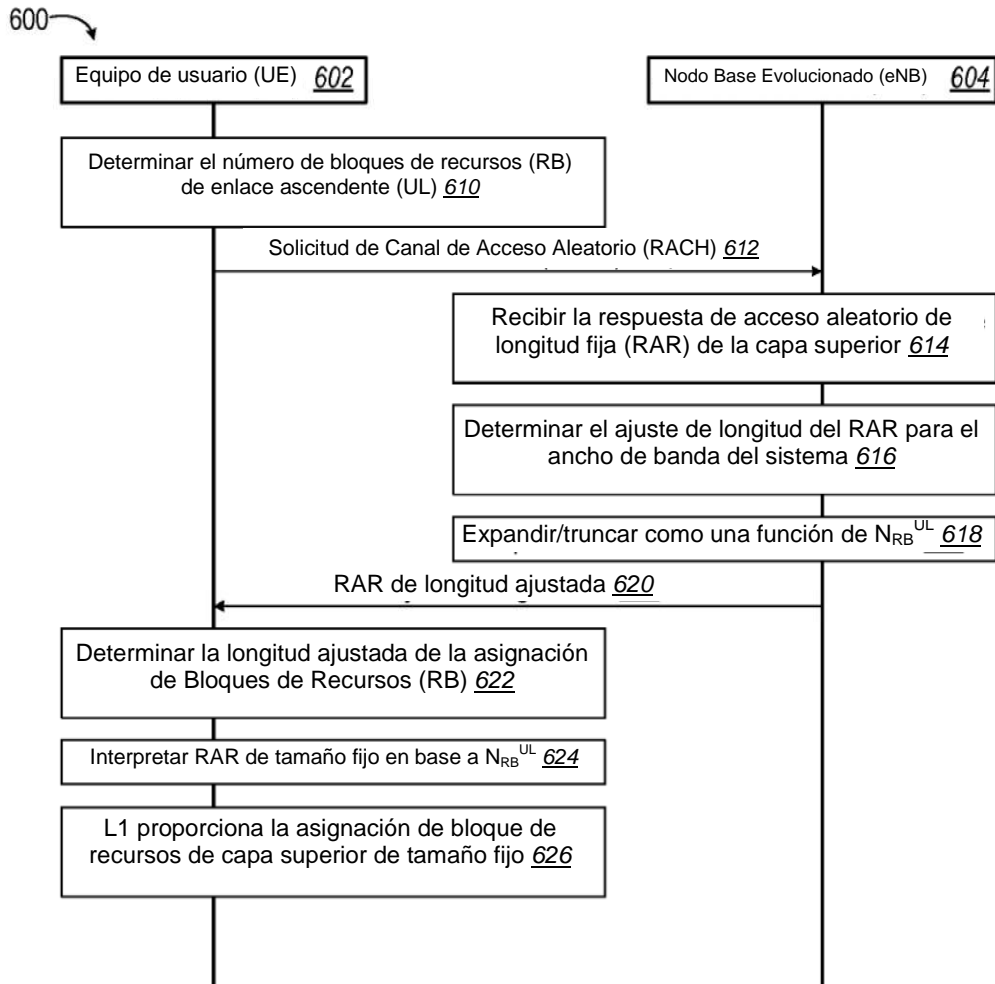 600
Equipo de usuario (UE) 602
Nodo Base Evolucionado (eNB) 604
Determinar el número de bloques de recursos (RB)
de enlace ascendente (UL) 610
Solicitud de Canal de Acceso Aleatorio (RACH) 612
Recibir la respuesta de acceso aleatorio de
longitud fija (RAR) de la capa superior 614
Determinar el ajuste de longitud del RAR para el
ancho de banda del sistema 616
Expandir/truncar como una función de N_RB^UL 618
RAR de longitud ajustada 620
Determinar la longitud ajustada de la asignación
de Bloques de Recursos (RB) 622
Interpretar RAR de tamaño fijo en base a N_RB^UL 624
L1 proporciona la asignación de bloque de
recursos de capa superior de tamaño fijo 626